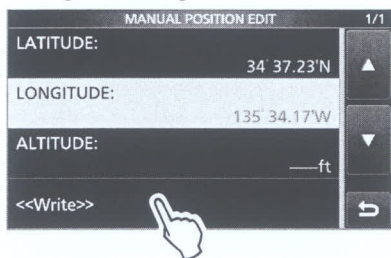 MANUAL POSITION EDIT 1/1
LATITUDE:
34°37.23'N
LONGITUDE:
135°34.17'W
ALTITUDE:
-----ft
<<Write>>